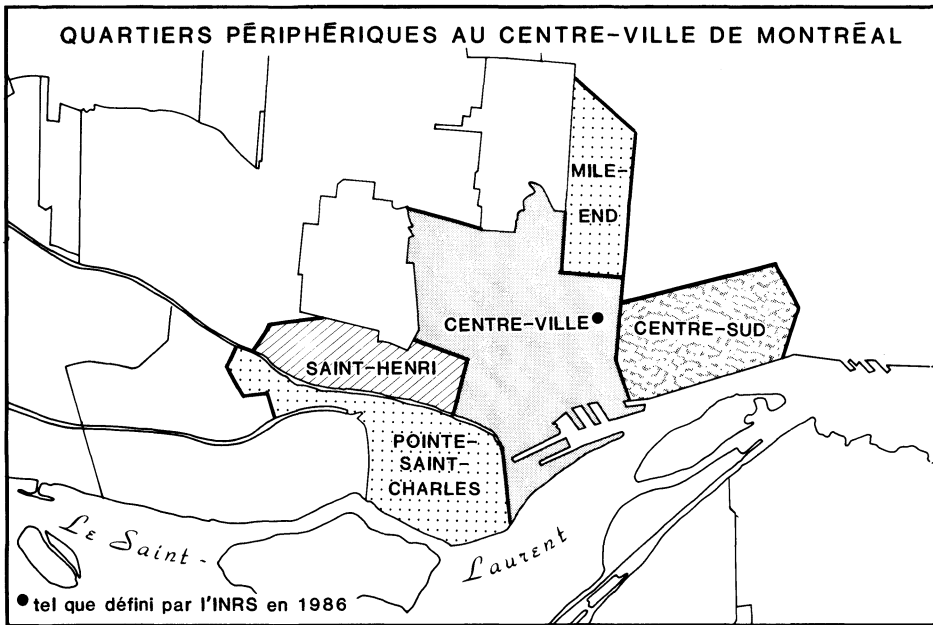 QUARTIERS PÉRIPHÉRIQUES AU CENTRE-VILLE DE MONTRÉAL
MILE-
END
CENTRE-VILLE
CENTRE-SUD
SAINT-HENRI
POINTE-
SAINT-
CHARLES
Le Saint-
Laurent
● tel que défini par l'INRS en 1986